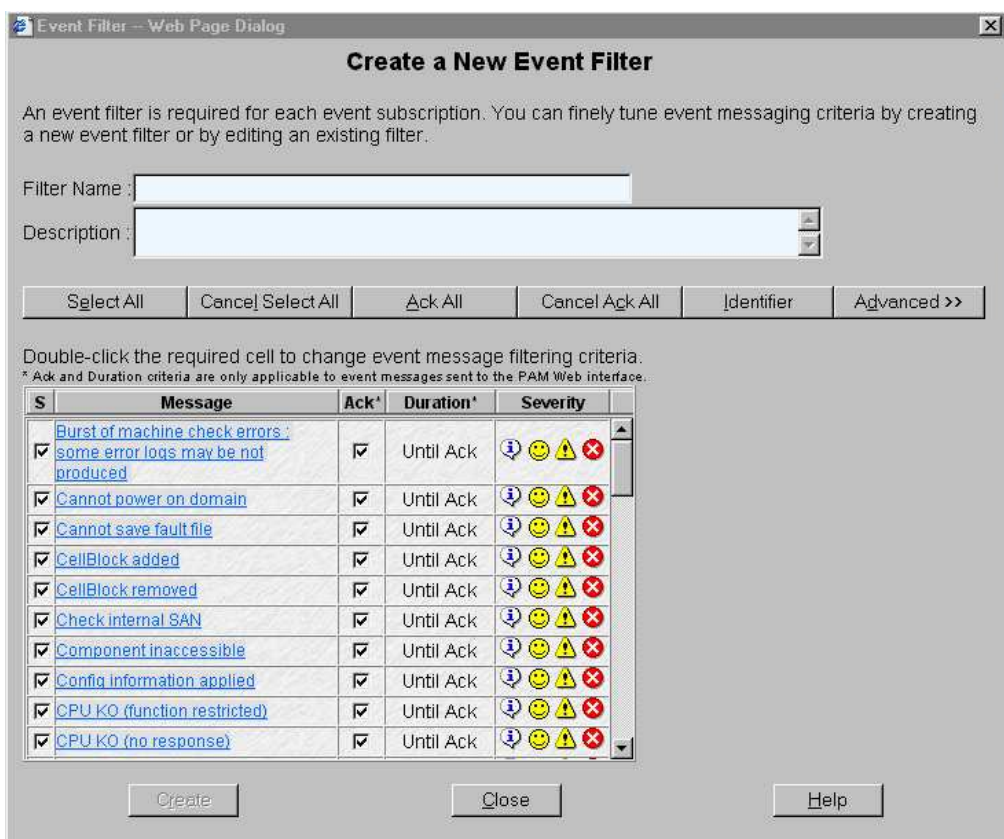 Event Filter -- Web Page Dialog
Create a New Event Filter
An event filter is required for each event subscription. You can finely tune event messaging criteria by creating
a new event filter or by editing an existing filter.
Filter Name :
Description :
Select All Cancel Select All Ack All Cancel Ack All Identifier Advanced >>
Double-click the required cell to change event message filtering criteria.
* Ack and Duration criteria are only applicable to event messages sent to the PAM Web interface.
S Message Ack* Duration* Severity
Burst of machine check errors :
some error logs may be not
produced
Until Ack
Cannot power on domain Until Ack
Cannot save fault file Until Ack
CellBlock added Until Ack
CellBlock removed Until Ack
Check internal SAN Until Ack
Component inaccessible Until Ack
Config information applied Until Ack
CPU KO (function restricted) Until Ack
CPU KO (no response) Until Ack
Create Close Help